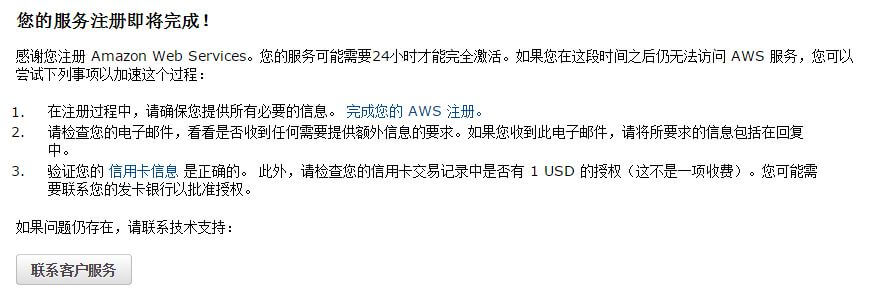 您的服务注册即将完成！
感谢您注册 Amazon Web Services。您的服务可能需要24小时才能完全激活。如果您在这段时间之后仍无法访问 AWS 服务，您可以
尝试下列事项以加速这个过程：
1. 在注册过程中，请确保您提供所有必要的信息。 完成您的 AWS 注册。
2. 请检查您的电子邮件，看看是否收到任何需要提供额外信息的要求。如果您收到此电子邮件，请将所要求的信息包括在回复
中。
3. 验证您的 信用卡信息 是正确的。 此外，请检查您的信用卡交易记录中是否有 1 USD 的授权（这不是一项收费）。您可能需
要联系您的发卡银行以批准授权。
如果问题仍存在，请联系技术支持：
联系客户服务